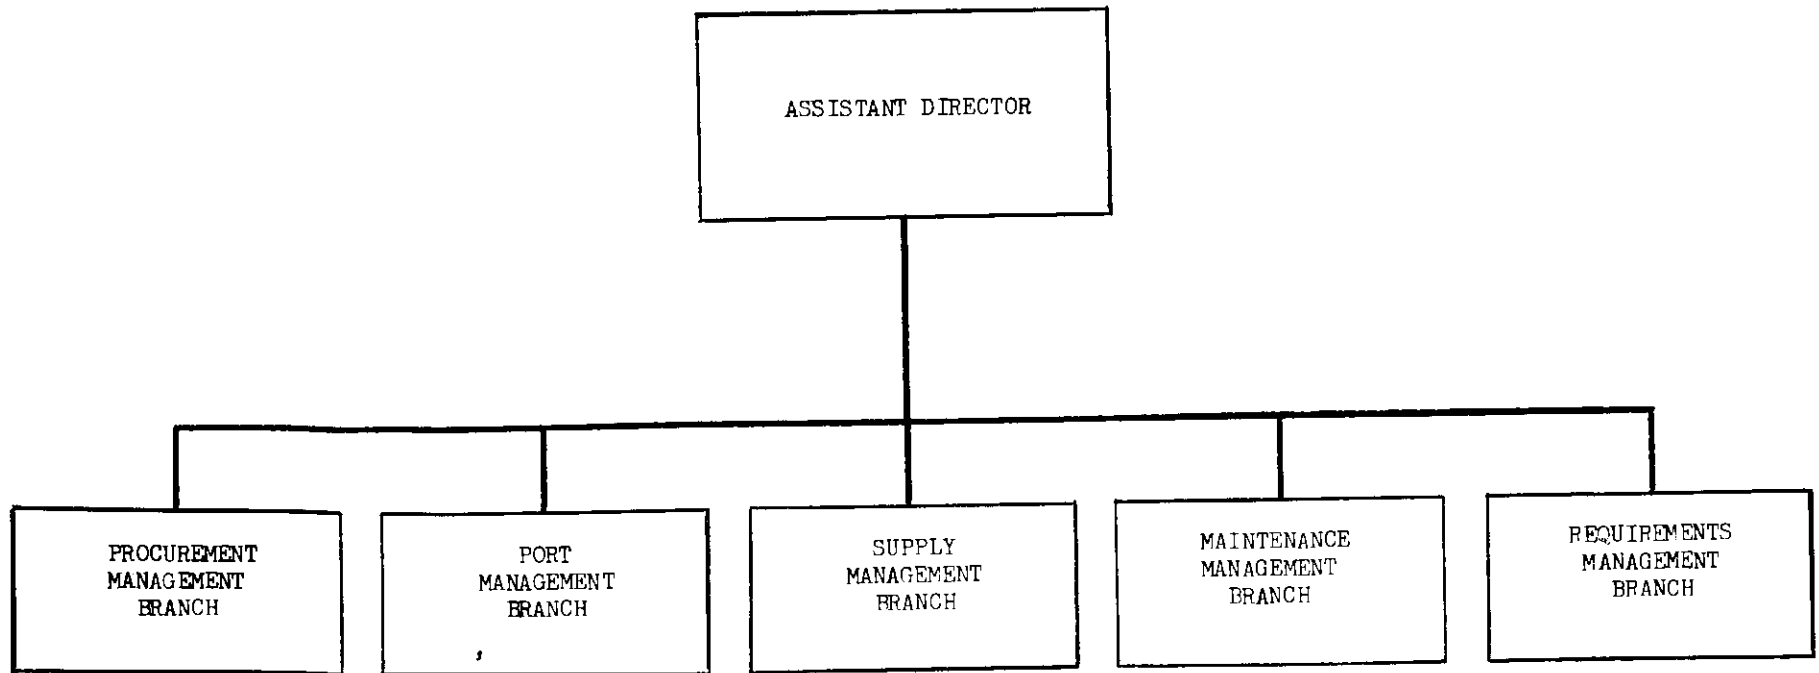 ASSISTANT DIRECTOR
PROCUREMENT
MANAGEMENT
BRANCH
PORT
MANAGEMENT
BRANCH
SUPPLY
MANAGEMENT
BRANCH
MAINTENANCE
MANAGEMENT
BRANCH
REQUIREMENTS
MANAGEMENT
BRANCH